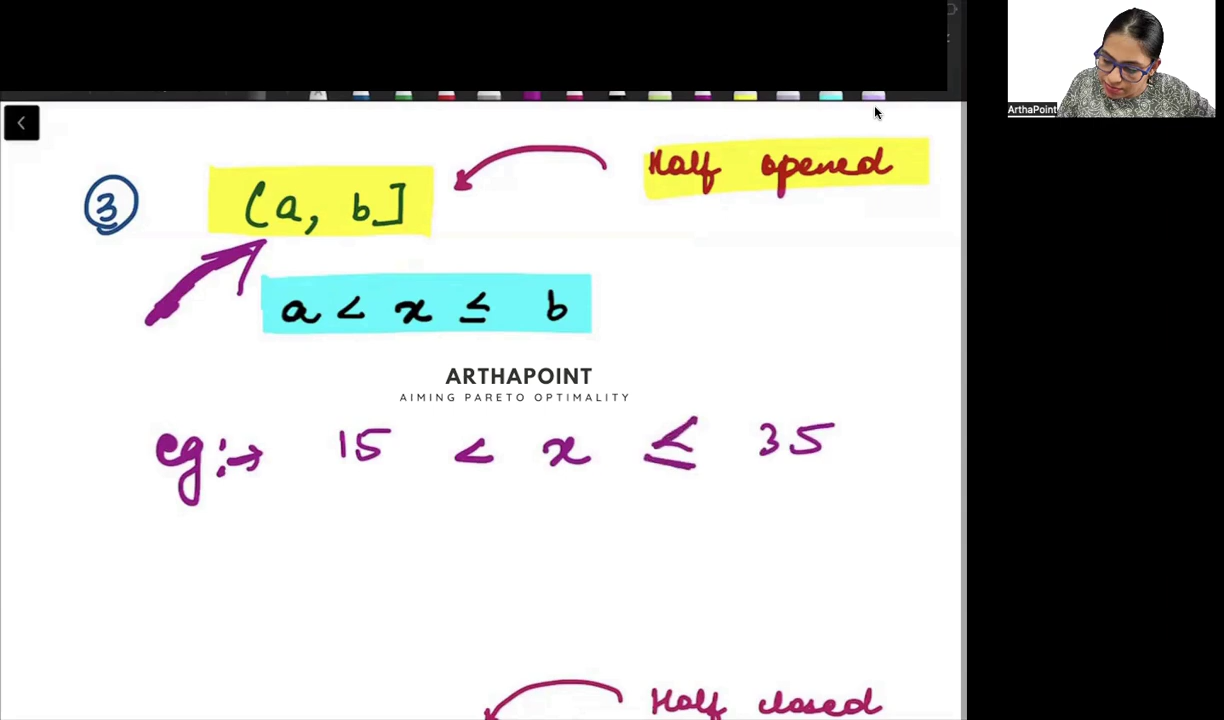 ArthaPoint
3 (a, b] Half opened
a < x ≤ b
ARTHAPOINT
AIMING PARETO OPTIMALITY
eg:→ 15 < x ≤ 35
Half closed